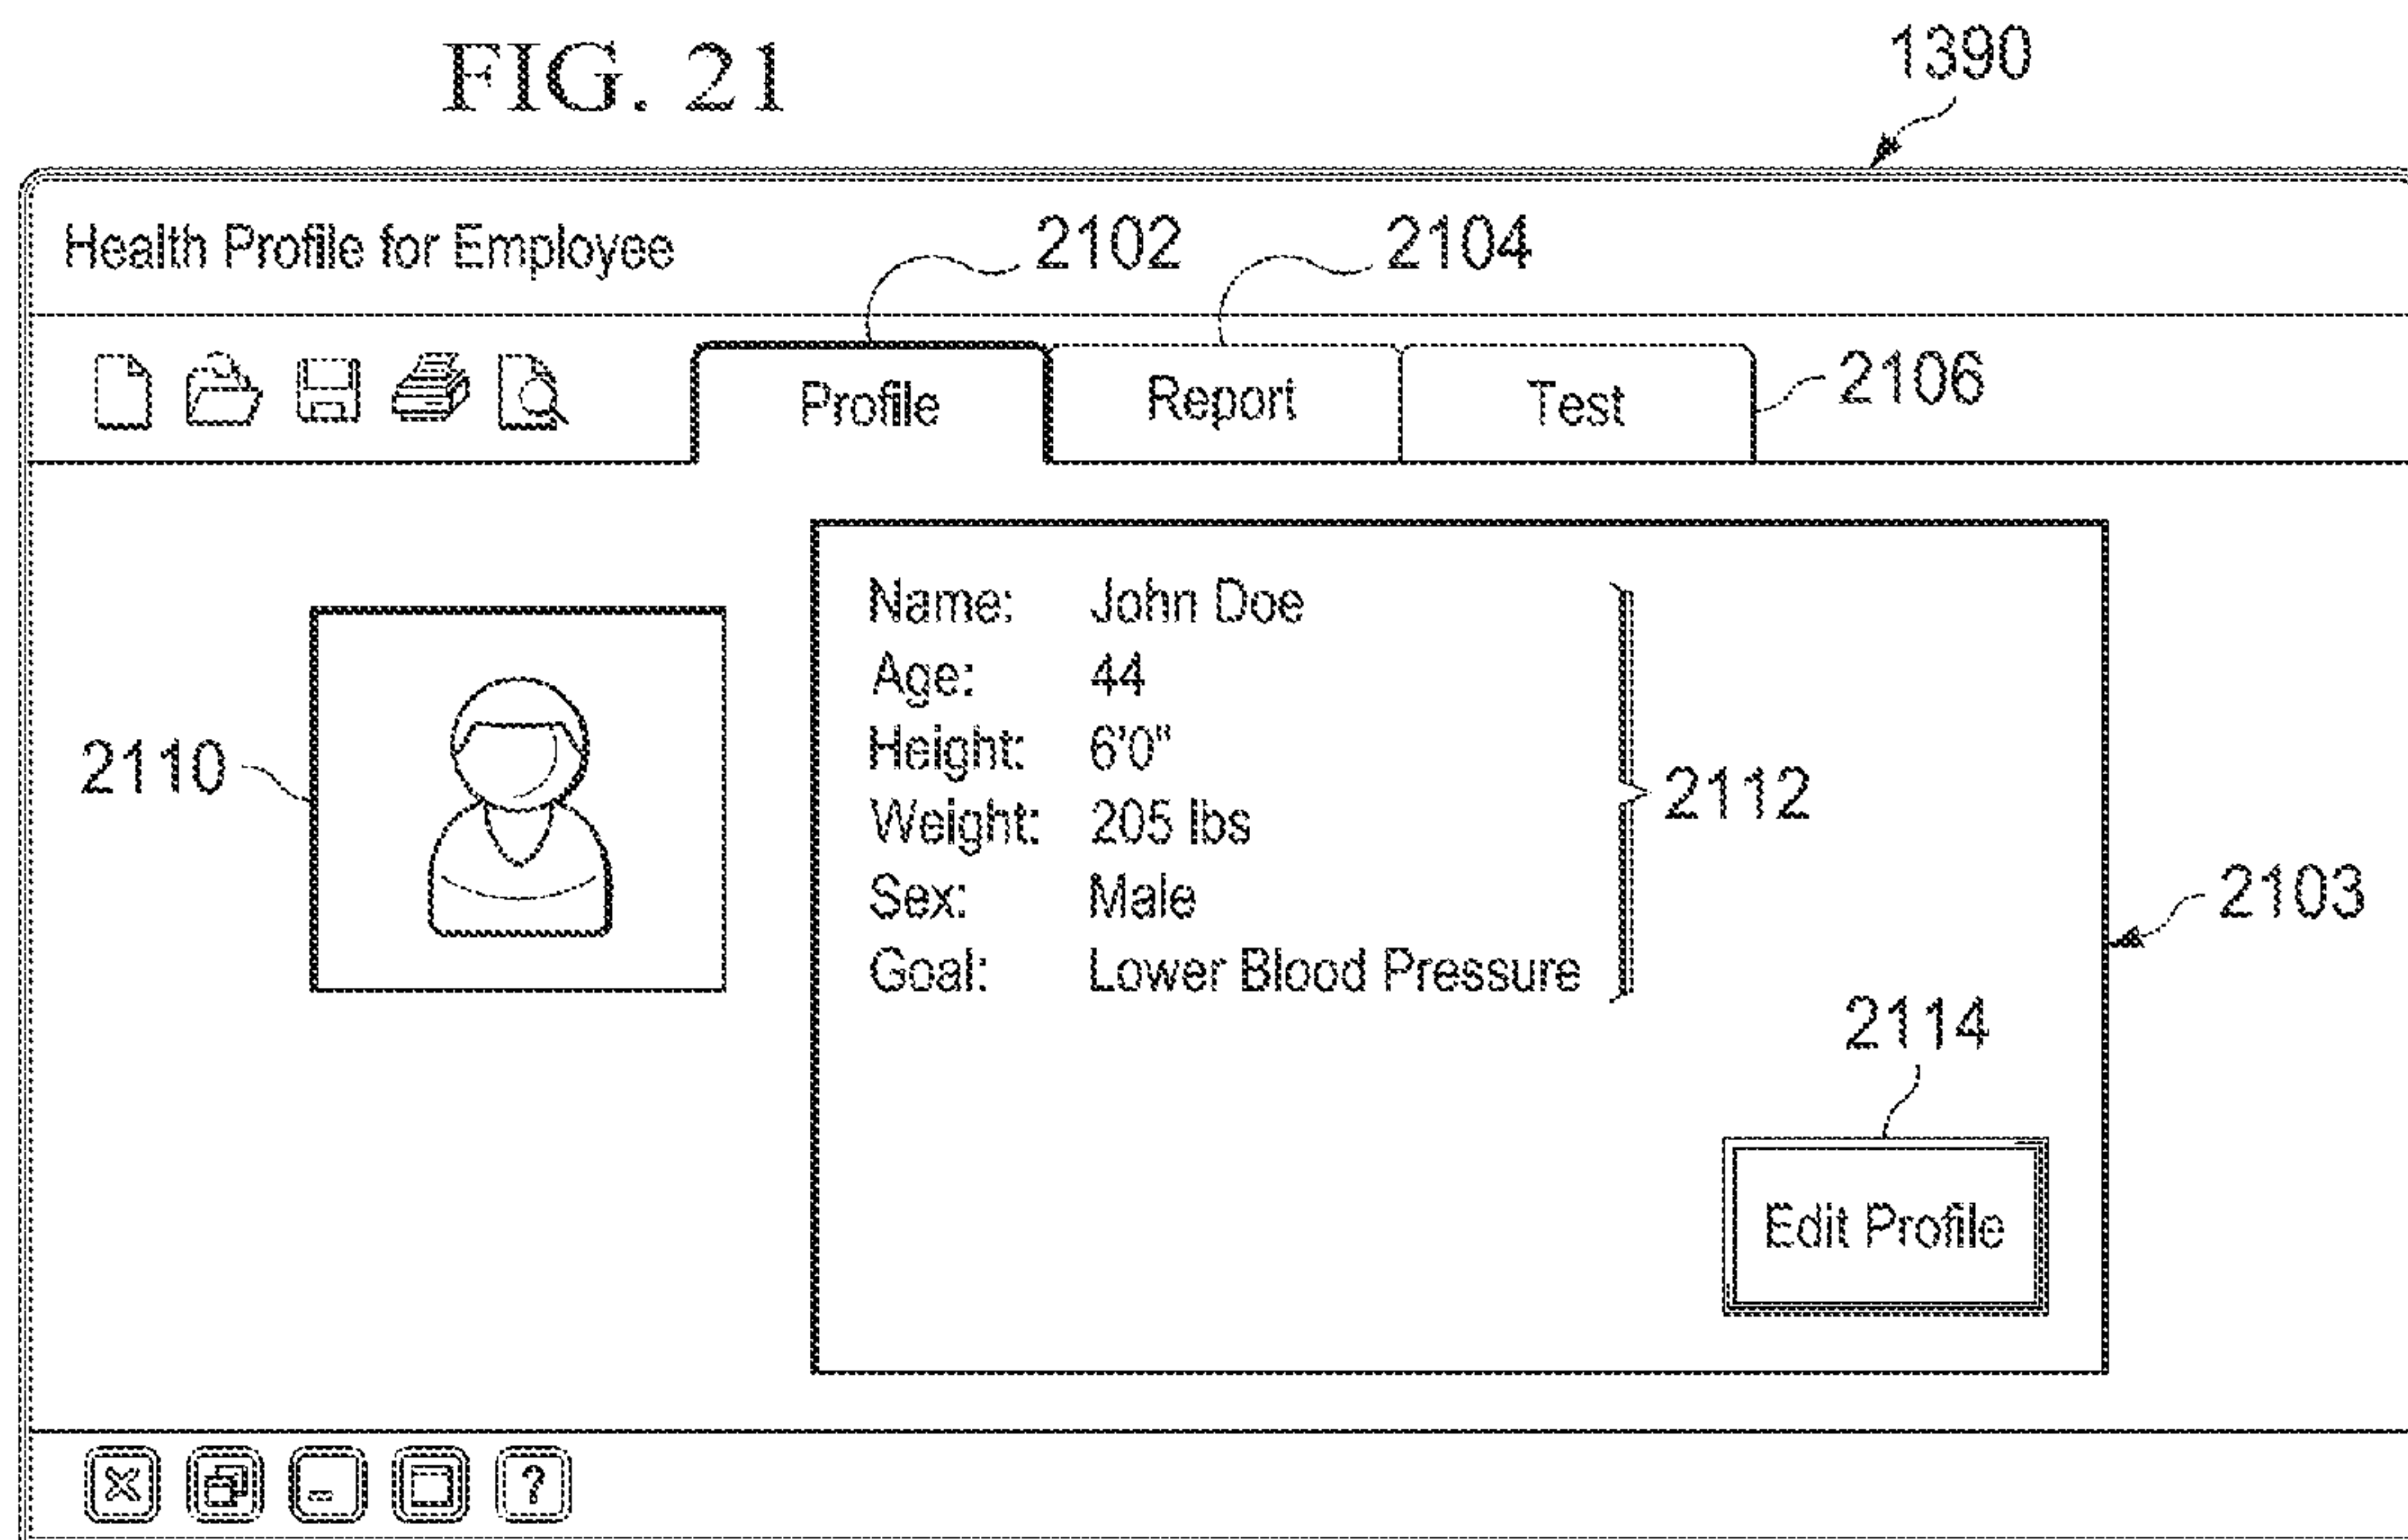 FIG. 21
1390
Health Profile for Employee
2102
2104
Profile
Report
Test
2106
Name: John Doe
Age: 44
Height: 6'0"
Weight: 205 lbs
Sex: Male
Goal: Lower Blood Pressure
2110
2112
2103
2114
Edit Profile
?